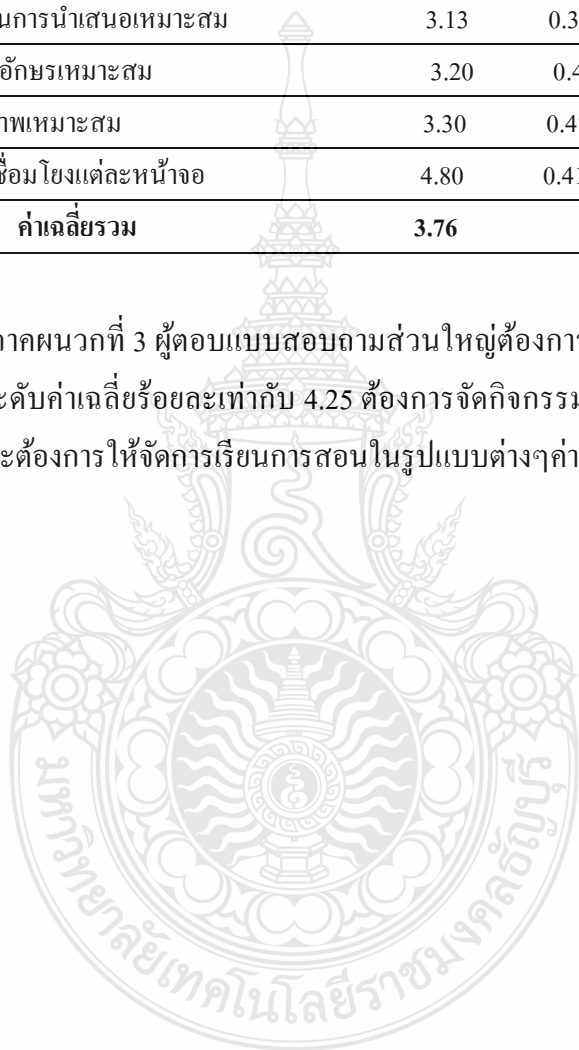 นการนำเสนอเหมาะสม 3.13 0.3
อักษรเหมาะสม 3.20 0.4
าพเหมาะสม 3.30 0.4
ชื่อมโยงแต่ละหน้าจอ 4.80 0.41
ค่าเฉลี่ยรวม 3.76
าคผนวกที่ 3 ผู้ตอบแบบสอบถามส่วนใหญ่ต้องการ
ะดับค่าเฉลี่ยร้อยละเท่ากับ 4.25 ต้องการจัดกิจกรรม
ะต้องการให้จัดการเรียนการสอนในรูปแบบต่างๆค่า
มหาวิทยาลัยเทคโนโลยีราชมงคลธัญบุรี